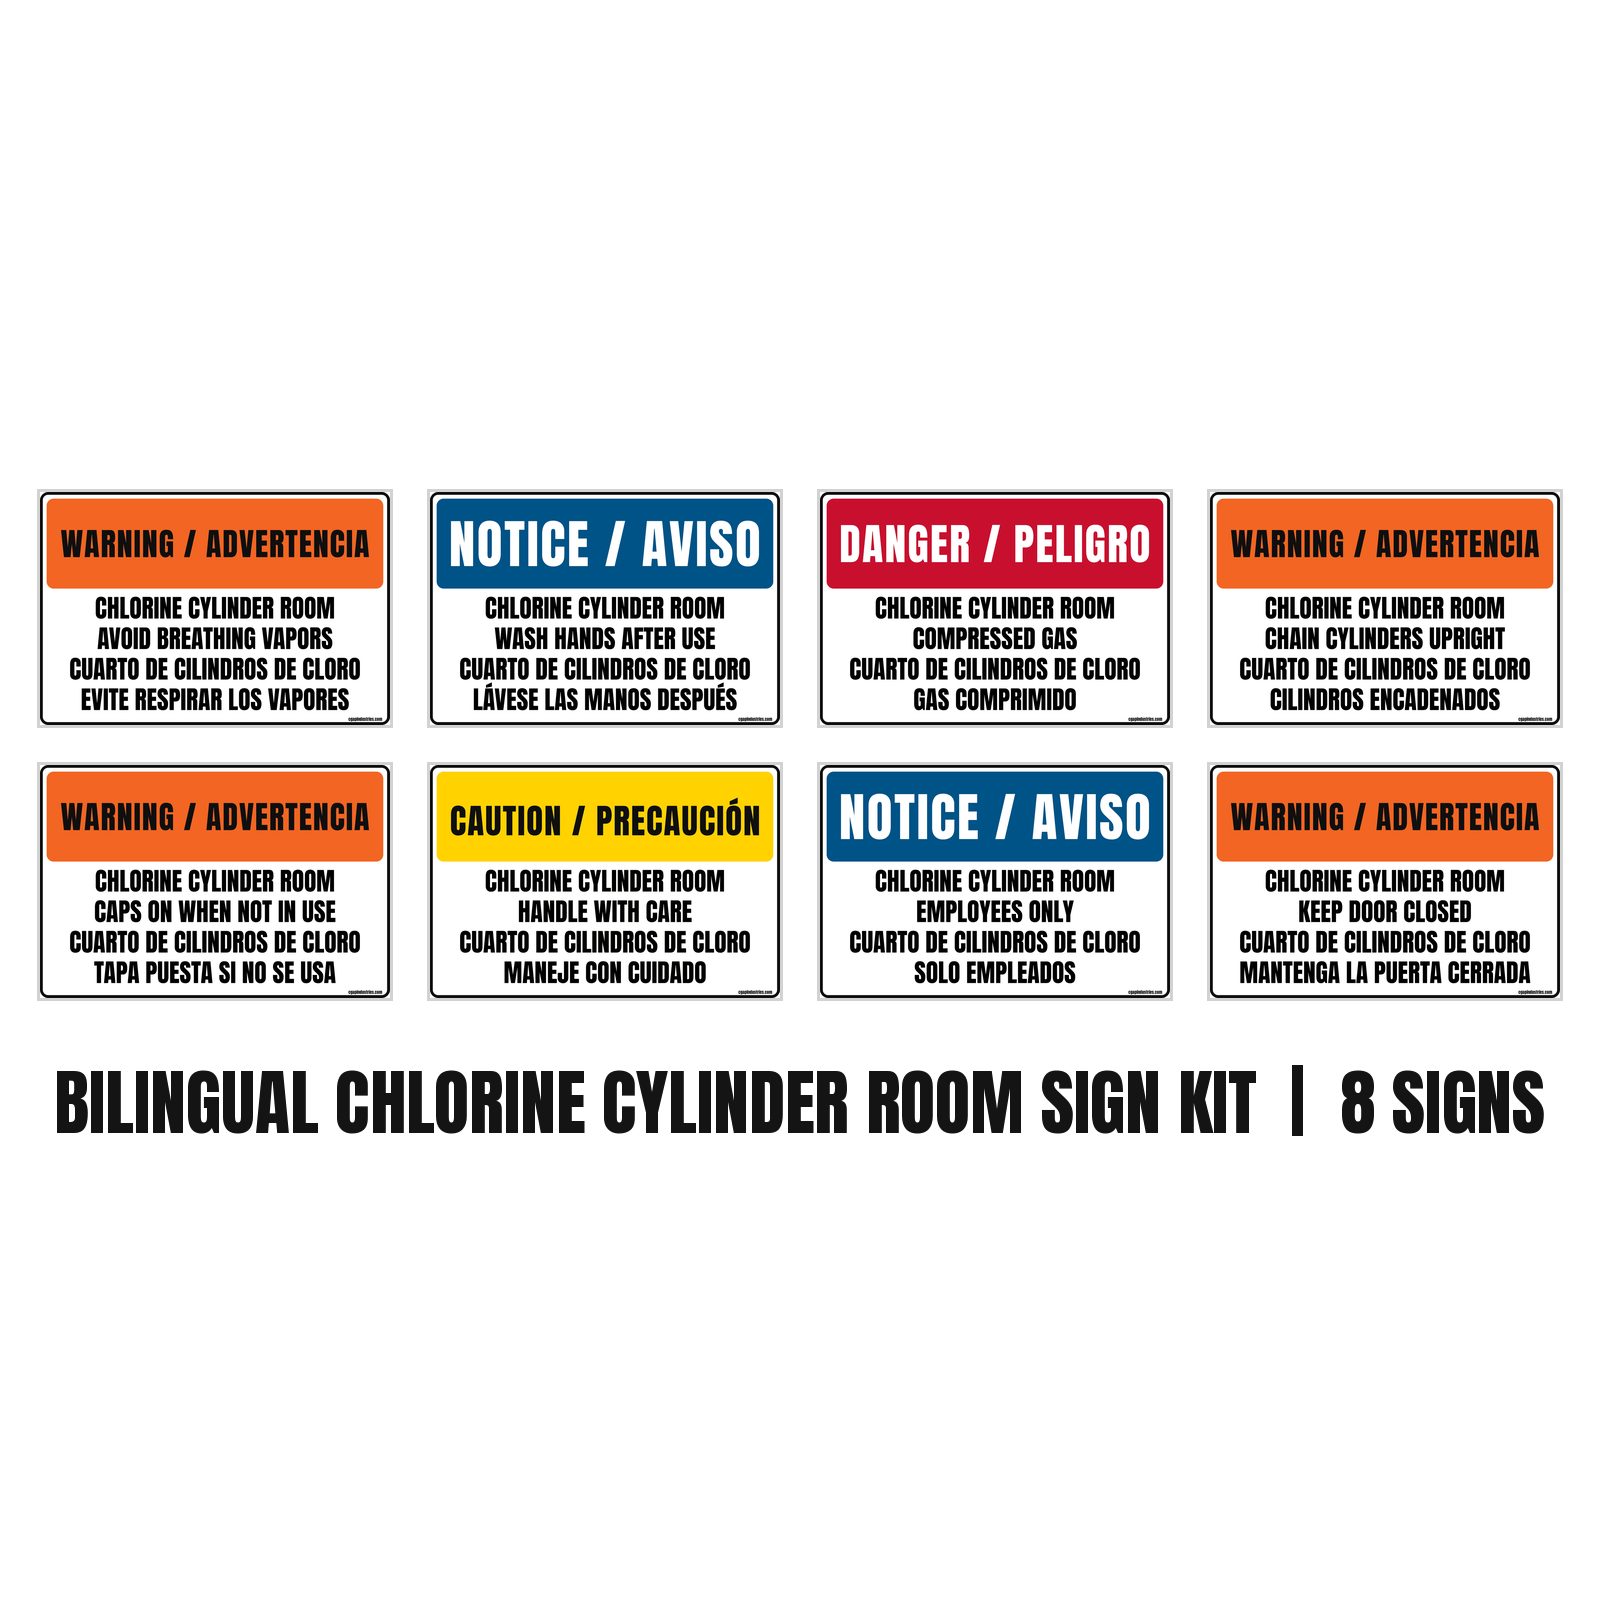 WARNING / ADVERTENCIA
CHLORINE CYLINDER ROOM
AVOID BREATHING VAPORS
CUARTO DE CILINDROS DE CLORO
EVITE RESPIRAR LOS VAPORES
NOTICE / AVISO
CHLORINE CYLINDER ROOM
WASH HANDS AFTER USE
CUARTO DE CILINDROS DE CLORO
LÁVESE LAS MANOS DESPUÉS
DANGER / PELIGRO
CHLORINE CYLINDER ROOM
COMPRESSED GAS
CUARTO DE CILINDROS DE CLORO
GAS COMPRIMIDO
WARNING / ADVERTENCIA
CHLORINE CYLINDER ROOM
CHAIN CYLINDERS UPRIGHT
CUARTO DE CILINDROS DE CLORO
CILINDROS ENCADENADOS
WARNING / ADVERTENCIA
CHLORINE CYLINDER ROOM
CAPS ON WHEN NOT IN USE
CUARTO DE CILINDROS DE CLORO
TAPA PUESTA SI NO SE USA
CAUTION / PRECAUCIÓN
CHLORINE CYLINDER ROOM
HANDLE WITH CARE
CUARTO DE CILINDROS DE CLORO
MANEJE CON CUIDADO
NOTICE / AVISO
CHLORINE CYLINDER ROOM
EMPLOYEES ONLY
CUARTO DE CILINDROS DE CLORO
SOLO EMPLEADOS
WARNING / ADVERTENCIA
CHLORINE CYLINDER ROOM
KEEP DOOR CLOSED
CUARTO DE CILINDROS DE CLORO
MANTENGA LA PUERTA CERRADA
BILINGUAL CHLORINE CYLINDER ROOM SIGN KIT | 8 SIGNS